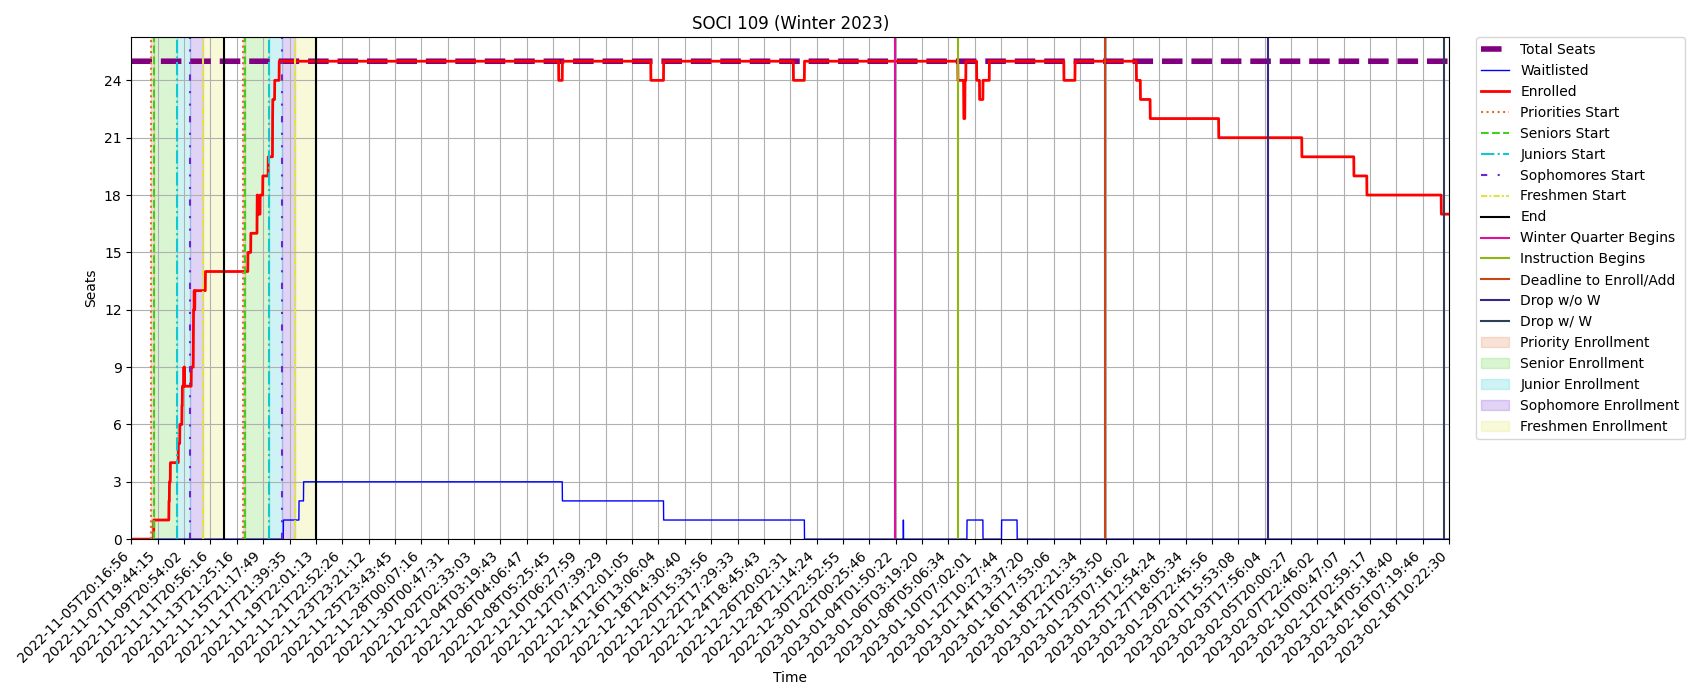 SOCI 109 (Winter 2023)
Seats
24
21
18
15
12
9
6
3
0
2022-11-05T20:16:56
2022-11-07T19:44:15
2022-11-09T20:54:02
2022-11-11T20:56:16
2022-11-13T21:25:16
2022-11-15T21:17:49
2022-11-17T21:39:35
2022-11-19T22:01:13
2022-11-21T22:52:26
2022-11-23T23:21:12
2022-11-25T23:43:45
2022-11-28T00:07:16
2022-11-30T00:47:31
2022-12-02T02:33:03
2022-12-04T03:19:43
2022-12-06T04:06:47
2022-12-08T05:25:45
2022-12-10T06:27:59
2022-12-12T07:39:29
2022-12-14T12:01:05
2022-12-16T13:06:04
2022-12-18T14:30:40
2022-12-20T15:33:56
2022-12-22T17:29:33
2022-12-24T18:45:43
2022-12-26T20:02:31
2022-12-28T21:14:24
2022-12-30T22:52:55
2023-01-02T00:25:46
2023-01-04T01:50:22
2023-01-06T03:19:20
2023-01-08T05:06:34
2023-01-10T07:02:01
2023-01-12T10:27:44
2023-01-14T13:37:20
2023-01-16T17:53:06
2023-01-18T22:21:34
2023-01-21T02:53:50
2023-01-23T07:16:02
2023-01-25T12:54:24
2023-01-27T18:05:34
2023-01-29T22:45:56
2023-02-01T15:53:08
2023-02-03T17:56:04
2023-02-05T20:00:27
2023-02-07T22:46:02
2023-02-10T00:47:07
2023-02-12T02:59:17
2023-02-14T05:18:40
2023-02-16T07:19:46
2023-02-18T10:22:30
Time
Total Seats
Waitlisted
Enrolled
Priorities Start
Seniors Start
Juniors Start
Sophomores Start
Freshmen Start
End
Winter Quarter Begins
Instruction Begins
Deadline to Enroll/Add
Drop w/o W
Drop w/ W
Priority Enrollment
Senior Enrollment
Junior Enrollment
Sophomore Enrollment
Freshmen Enrollment